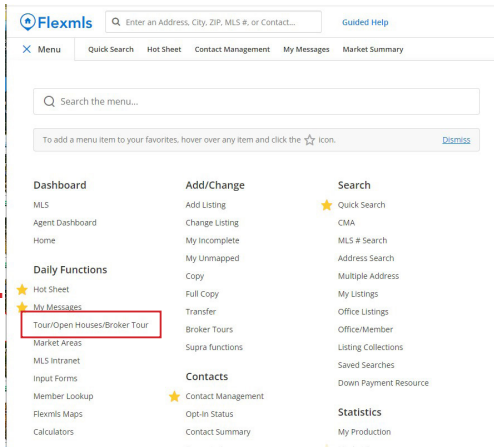 Flexmls
Enter an Address, City, ZIP, MLS #, or Contact...
Guided Help
Menu
Quick Search
Hot Sheet
Contact Management
My Messages
Market Summary
Search the menu...
To add a menu item to your favorites, hover over any item and click the icon.
Dismiss
Dashboard
MLS
Agent Dashboard
Home
Daily Functions
Hot Sheet
My Messages
Tour/Open Houses/Broker Tour
Market Areas
MLS Intranet
Input Forms
Member Lookup
Flexmls Maps
Calculators
Add/Change
Add Listing
Change Listing
My Incomplete
My Unmapped
Copy
Full Copy
Transfer
Broker Tours
Supra functions
Contacts
Contact Management
Opt-in Status
Contact Summary
Search
Quick Search
CMA
MLS # Search
Address Search
Multiple Address
My Listings
Office Listings
Office/Member
Listing Collections
Saved Searches
Down Payment Resource
Statistics
My Production